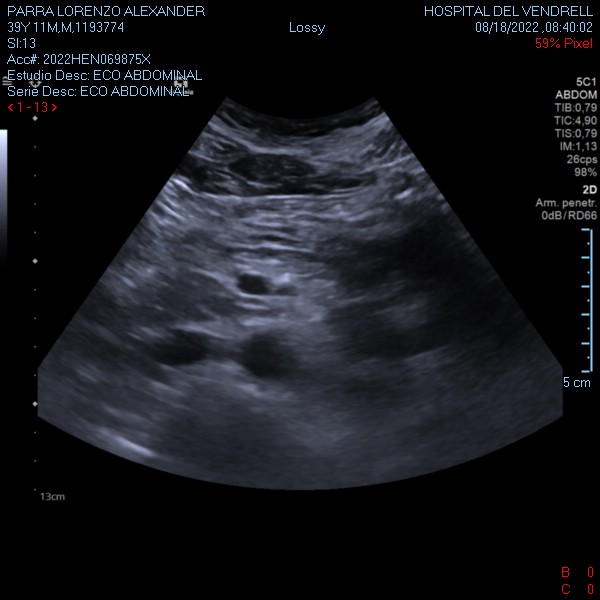 PARRA LORENZO ALEXANDER
39Y 11M,M,1193774
SI:13
Acc#: 2022HEN069875X
Estudio Desc: ECO ABDOMINAL
Serie Desc: ECO ABDOMINAL
< 1 - 13 >
Lossy
HOSPITAL DEL VENDRELL
08/18/2022 ,08:40:02
59% Pixel
5C1
ABDOM
TIB:0,79
TIC:4,90
TIS:0,79
IM:1,13
26cps
98%
2D
Arm. penetr.
0dB/RD66
5 cm
13cm
B 0
C 0